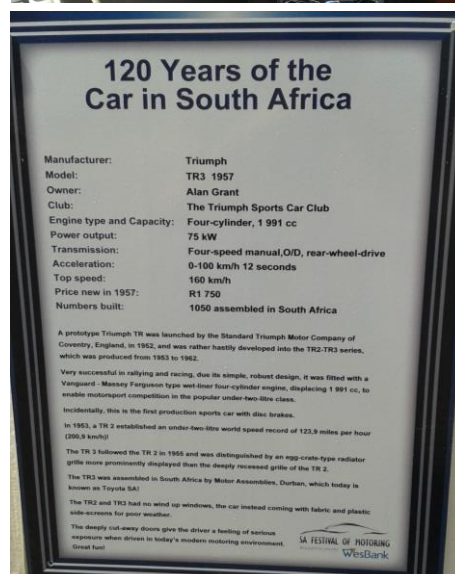 120 Years of the
Car in South Africa
Manufacturer: Triumph
Model: TR3 1957
Owner: Alan Grant
Club: The Triumph Sports Car Club
Engine type and Capacity: Four-cylinder, 1 991 cc
Power output: 75 kW
Transmission: Four-speed manual,O/D, rear-wheel-drive
Acceleration: 0-100 km/h 12 seconds
Top speed: 160 km/h
Price new in 1957: R1 750
Numbers built: 1050 assembled in South Africa
A prototype Triumph TR was launched by the Standard Triumph Motor Company of
Coventry, England, in 1952, and was rather hastily developed into the TR2-TR3 series,
which was produced from 1953 to 1962.
Very successful in rallying and racing, due its simple, robust design, it was fitted with a
Vanguard - Massey Ferguson type wet-liner four-cylinder engine, displacing 1 991 cc, to
enable motorsport competition in the popular under-two-litre class.
Incidentally, this is the first production sports car with disc brakes.
In 1953, a TR 2 established an under-two-litre world speed record of 123,9 miles per hour
(200,9 km/h)!
The TR 3 followed the TR 2 in 1955 and was distinguished by an egg-crate-type radiator
grille more prominently displayed than the deeply recessed grille of the TR 2.
The TR3 was assembled in South Africa by Motor Assemblies, Durban, which today is
known as Toyota SA!
The TR2 and TR3 had no wind up windows, the car instead coming with fabric and plastic
side-screens for poor weather.
The deeply cut-away doors give the driver a feeling of serious
exposure when driven in today's modern motoring environment.
Great fun!
SA FESTIVAL OF MOTORING
WesBank